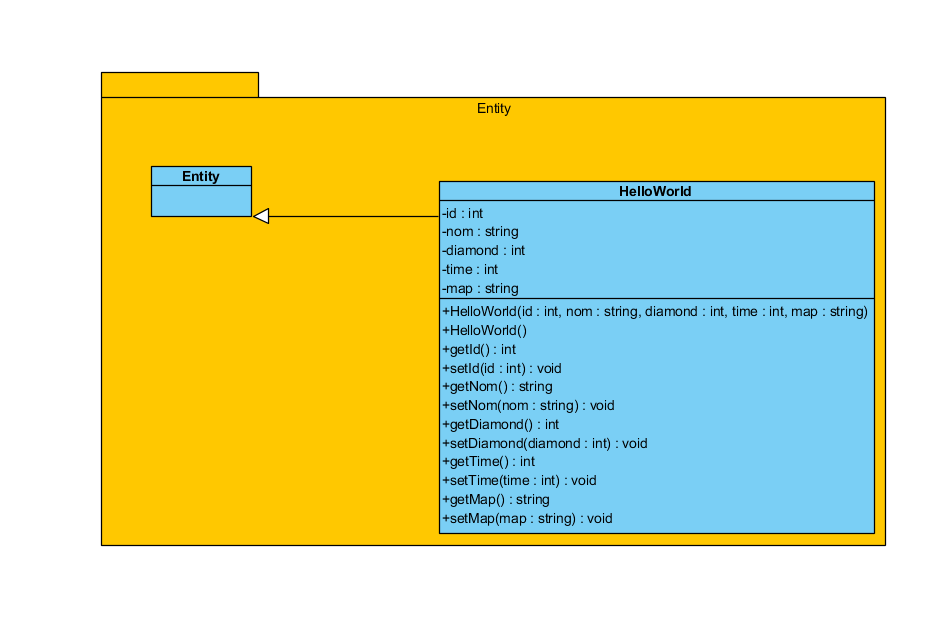 Entity
Entity
HelloWorld
-id : int
-nom : string
-diamond : int
-time : int
-map : string
+HelloWorld(id : int, nom : string, diamond : int, time : int, map : string)
+HelloWorld()
+getId() : int
+setId(id : int) : void
+getNom() : string
+setNom(nom : string) : void
+getDiamond() : int
+setDiamond(diamond : int) : void
+getTime() : int
+setTime(time : int) : void
+getMap() : string
+setMap(map : string) : void